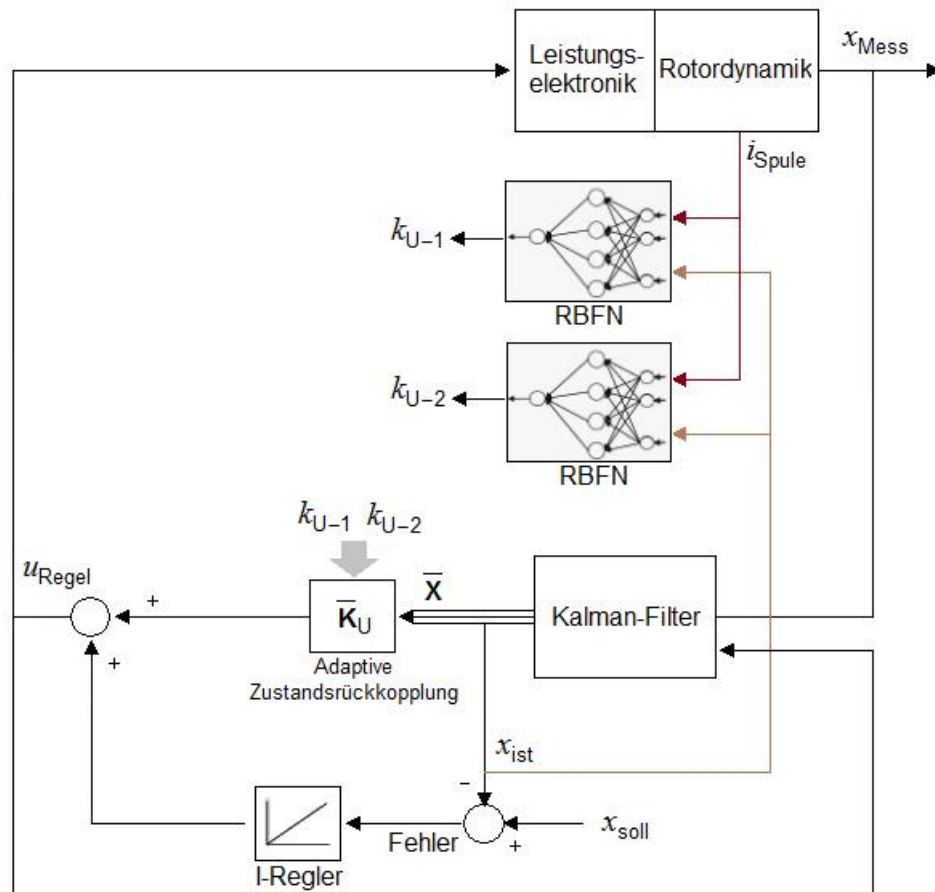 x_Mess
Leistungs-
elektronik
Rotordynamik
i_Spule
k_U–1
RBFN
k_U–2
RBFN
k_U–1 k_U–2
u_Regel
+
K̅_U
X̅
Kalman-Filter
+
Adaptive
Zustandsrückkopplung
x_ist
–
x_soll
+
Fehler
I-Regler